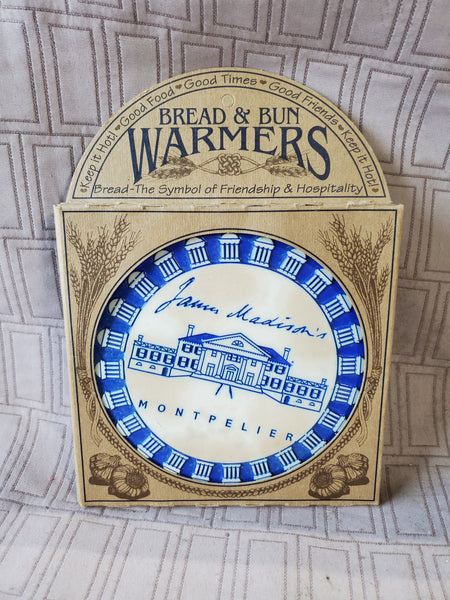 Keep it Hot! • Good Food • Good Times • Good Friends • Keep it Hot!
BREAD & BUN
WARMERS
Bread-The Symbol of Friendship & Hospitality
James Madison's
MONTPELIER